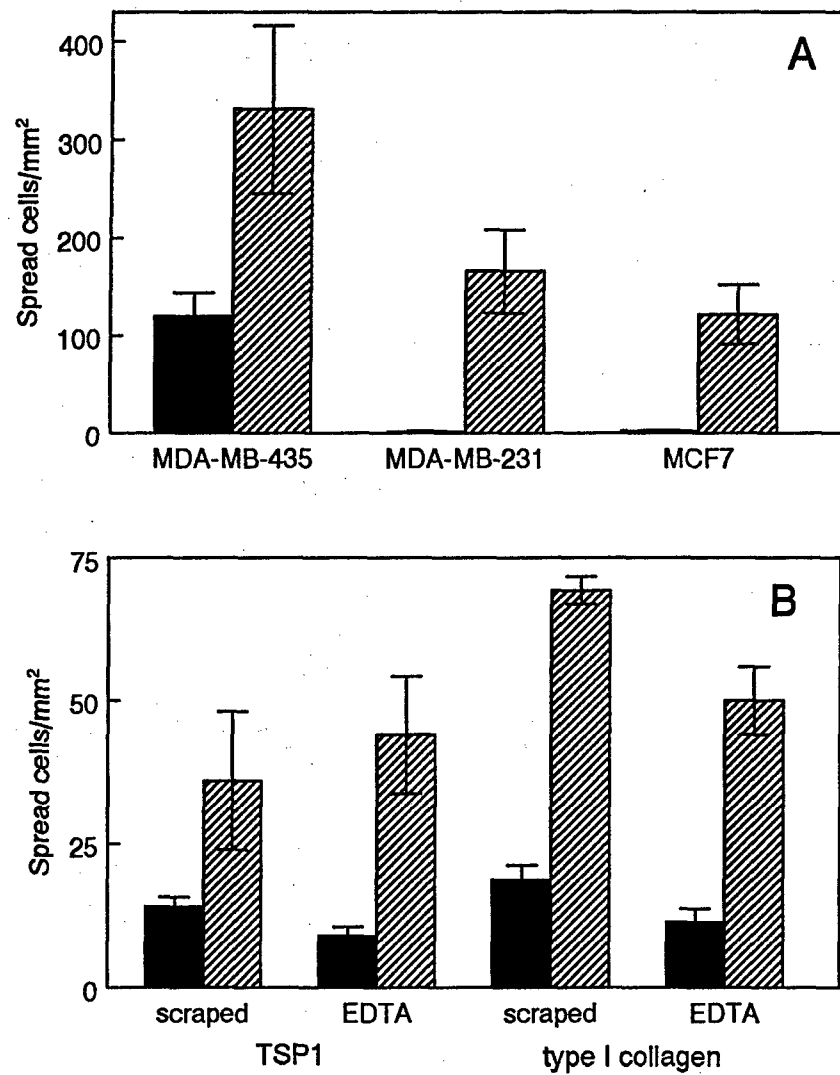 A
Spread cells/mm²
400
300
200
100
0
MDA-MB-435 MDA-MB-231 MCF7
B
Spread cells/mm²
75
50
25
0
scraped EDTA scraped EDTA
TSP1 type I collagen